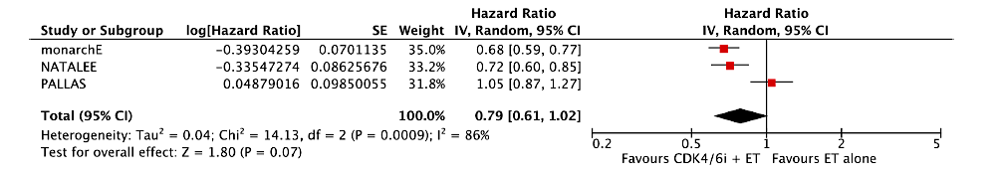 Hazard Ratio Hazard Ratio
Study or Subgroup log[Hazard Ratio] SE Weight IV, Random, 95% CI IV, Random, 95% CI
monarchE -0.39304259 0.0701135 35.0% 0.68 [0.59, 0.77]
NATALEE -0.33547274 0.08625676 33.2% 0.72 [0.60, 0.85]
PALLAS 0.04879016 0.09850055 31.8% 1.05 [0.87, 1.27]
Total (95% CI) 100.0% 0.79 [0.61, 1.02]
Heterogeneity: Tau² = 0.04; Chi² = 14.13, df = 2 (P = 0.0009); I² = 86%
Test for overall effect: Z = 1.80 (P = 0.07)
0.2 0.5 1 2 5
Favours CDK4/6i + ET Favours ET alone